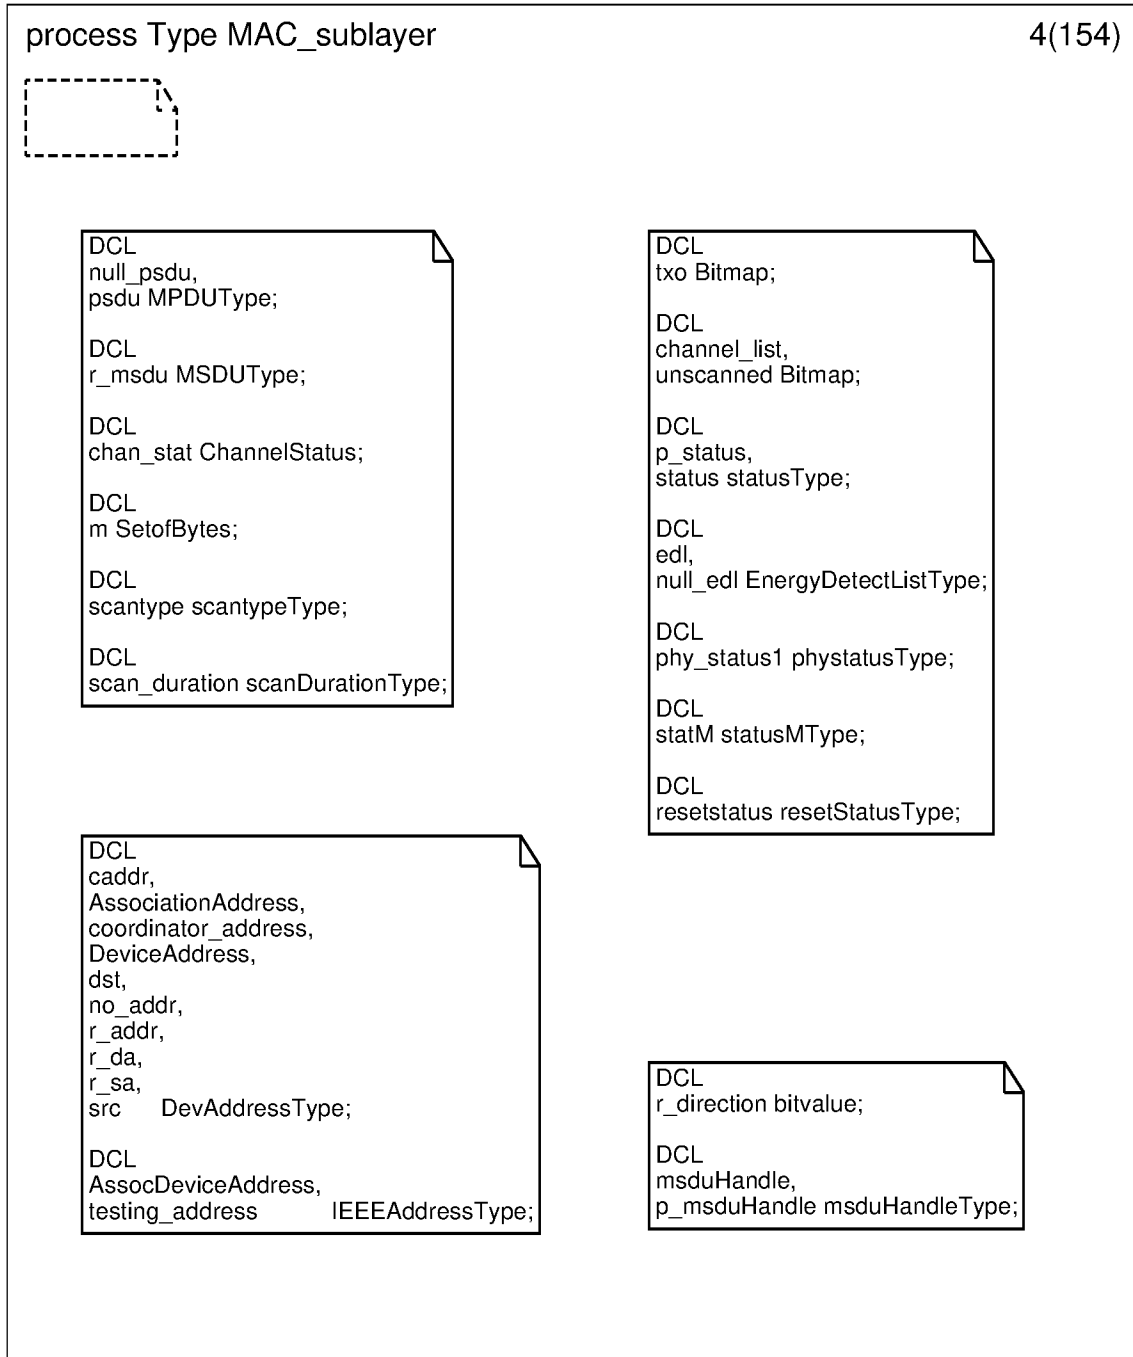 process Type MAC_sublayer
4(154)
DCL
null_psdu,
psdu MPDUType;
DCL
r_msdu MSDUType;
DCL
chan_stat ChannelStatus;
DCL
m SetofBytes;
DCL
scantype scantypeType;
DCL
scan_duration scanDurationType;
DCL
txo Bitmap;
DCL
channel_list,
unscanned Bitmap;
DCL
p_status,
status statusType;
DCL
edl,
null_edl EnergyDetectListType;
DCL
phy_status1 phystatusType;
DCL
statM statusMType;
DCL
resetstatus resetStatusType;
DCL
caddr,
AssociationAddress,
coordinator_address,
DeviceAddress,
dst,
no_addr,
r_addr,
r_da,
r_sa,
src DevAddressType;
DCL
AssocDeviceAddress,
testing_address IEEEAddressType;
DCL
r_direction bitvalue;
DCL
msduHandle,
p_msduHandle msduHandleType;